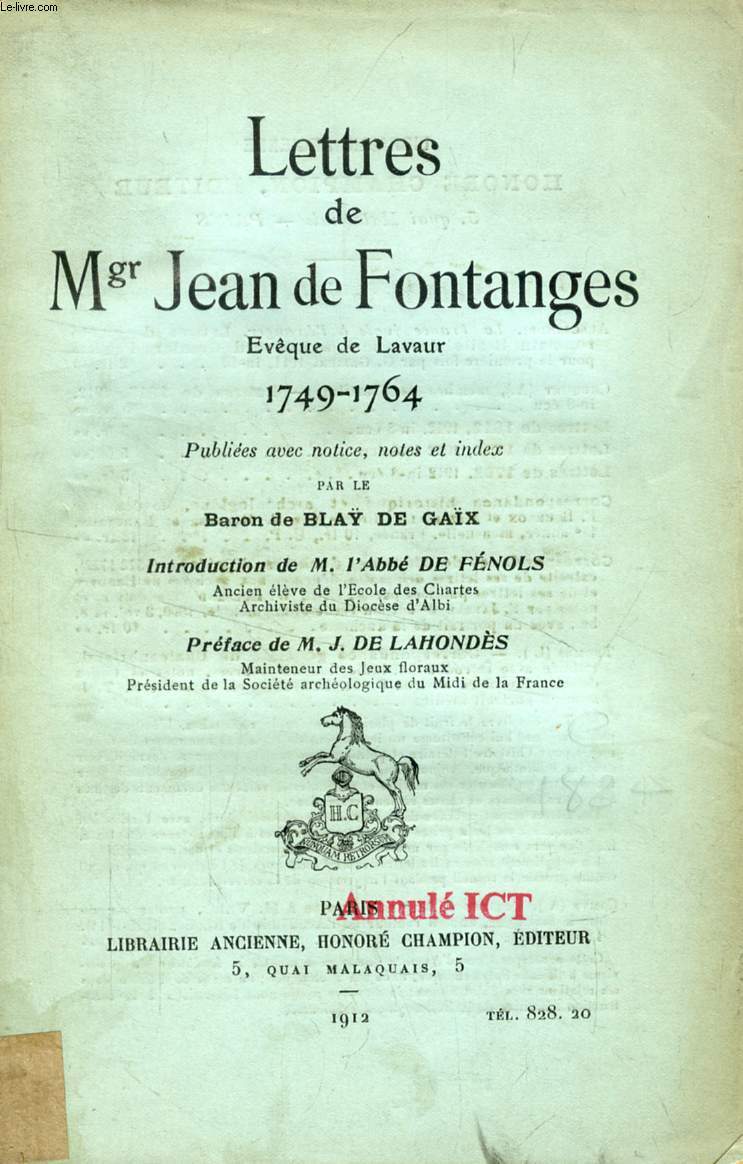 Le-livre.com
Lettres
de
Mgr Jean de Fontanges
Evêque de Lavaur
1749-1764
Publiées avec notice, notes et index
PAR LE
Baron de BLAŸ DE GAÏX
Introduction de M. l'Abbé DE FÉNOLS
Ancien élève de l'Ecole des Chartes
Archiviste du Diocèse d'Albi
Préface de M. J. DE LAHONDÈS
Mainteneur des Jeux floraux
Président de la Société archéologique du Midi de la France
H.C
NUNQUAM RETRORSUM
PARIS
Annulé ICT
LIBRAIRIE ANCIENNE, HONORÉ CHAMPION, ÉDITEUR
5, QUAI MALAQUAIS, 5
1912 TÉL. 828. 20